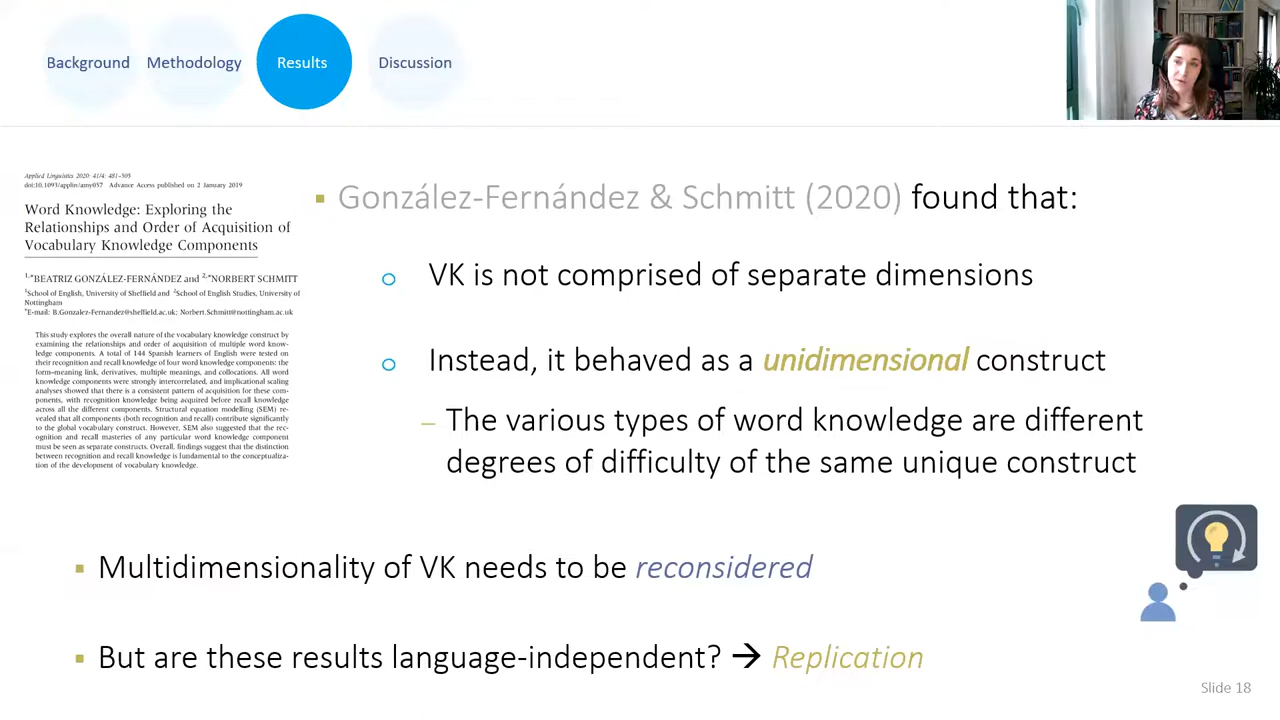 Background
Methodology
Results
Discussion
Applied Linguistics 2020: 41/4: 481–505
doi:10.1093/applin/amy057 Advance Access published on 2 January 2019
Word Knowledge: Exploring the
Relationships and Order of Acquisition of
Vocabulary Knowledge Components
1,*BEATRIZ GONZÁLEZ-FERNÁNDEZ and 2,*NORBERT SCHMITT
1School of English, University of Sheffield and 2School of English Studies, University of
Nottingham
*E-mail: B.Gonzalez-Fernandez@sheffield.ac.uk; Norbert.Schmitt@nottingham.ac.uk
This study explores the overall nature of the vocabulary knowledge construct by
examining the relationships and order of acquisition of multiple word know-
ledge components. A total of 144 Spanish learners of English were tested on
their recognition and recall knowledge of four word knowledge components: the
form–meaning link, derivatives, multiple meanings, and collocations. All word
knowledge components were strongly intercorrelated, and implicational scaling
analyses showed that there is a consistent pattern of acquisition for these com-
ponents, with recognition knowledge being acquired before recall knowledge
across all the different components. Structural equation modelling (SEM) re-
vealed that all components (both recognition and recall) contribute significantly
to the global vocabulary construct. However, SEM also suggested that the rec-
ognition and recall masteries of any particular word knowledge component
must be seen as separate constructs. Overall, findings suggest that the distinction
between recognition and recall knowledge is fundamental to the conceptualiza-
tion of the development of vocabulary knowledge.
González-Fernández & Schmitt (2020) found that:
VK is not comprised of separate dimensions
Instead, it behaved as a unidimensional construct
– The various types of word knowledge are different
degrees of difficulty of the same unique construct
Multidimensionality of VK needs to be reconsidered
But are these results language-independent? → Replication
Slide 18